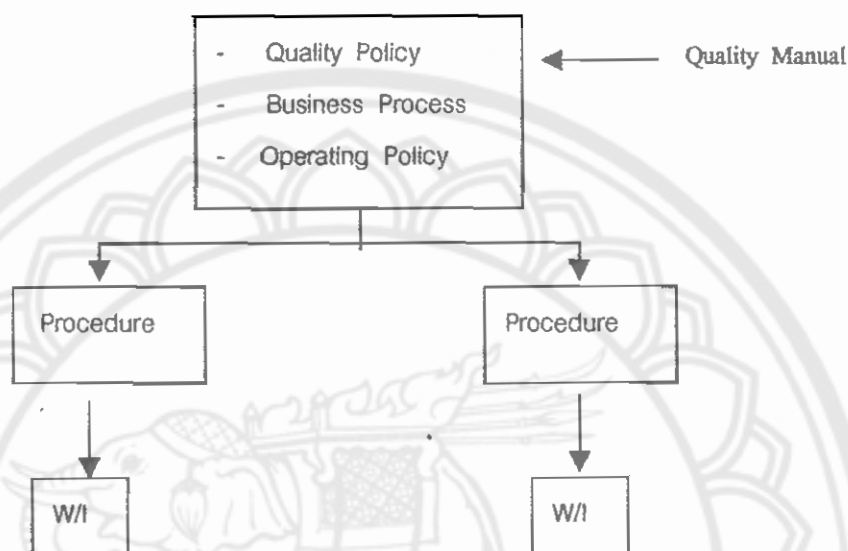 - Quality Policy
Quality Manual
- Business Process
- Operating Policy
Procedure
Procedure
W/I
W/I